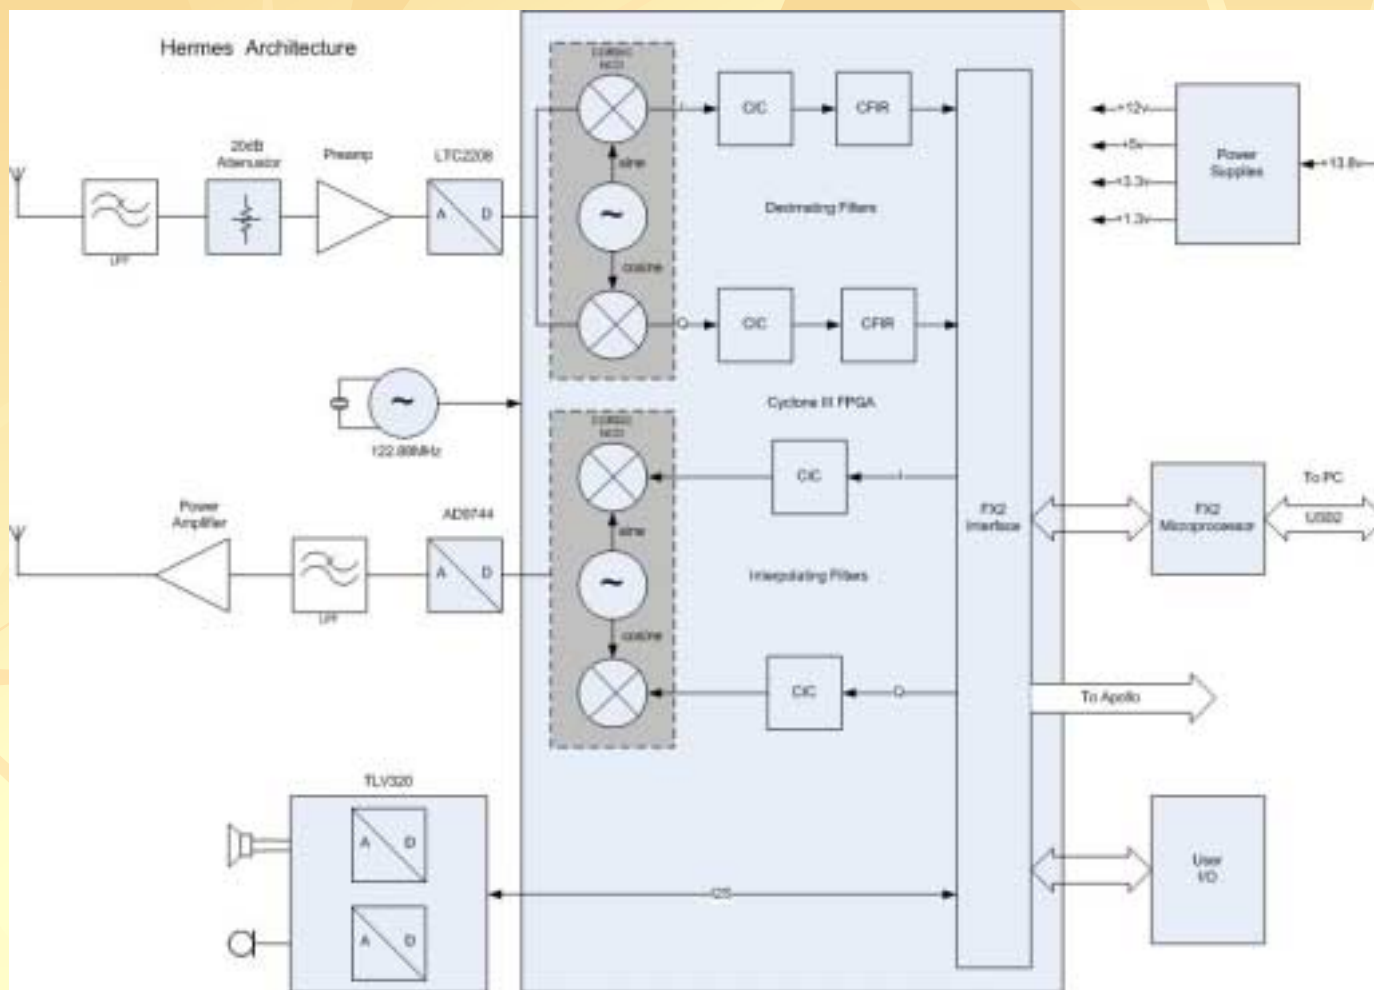 Hermes Architecture
CORDIC
NCO
CIC
CFIR
+12v
20dB
Attenuator
Preamp
LTC2208
+5v
Power
Supplies
+13.8v
sine
A
D
+3.3v
Decimating Filters
+1.3v
LPF
cosine
I
Q
CIC
CFIR
Cyclone III FPGA
122.88MHz
CORDIC
NCO
CIC
I
To PC
Power
Amplifier
AD9744
FX2
Interface
FX2
Microprocessor
USB2
sine
A
D
Interpolating Filters
LPF
cosine
CIC
Q
To Apollo
TLV320
A
D
User
I/O
I2S
A
D